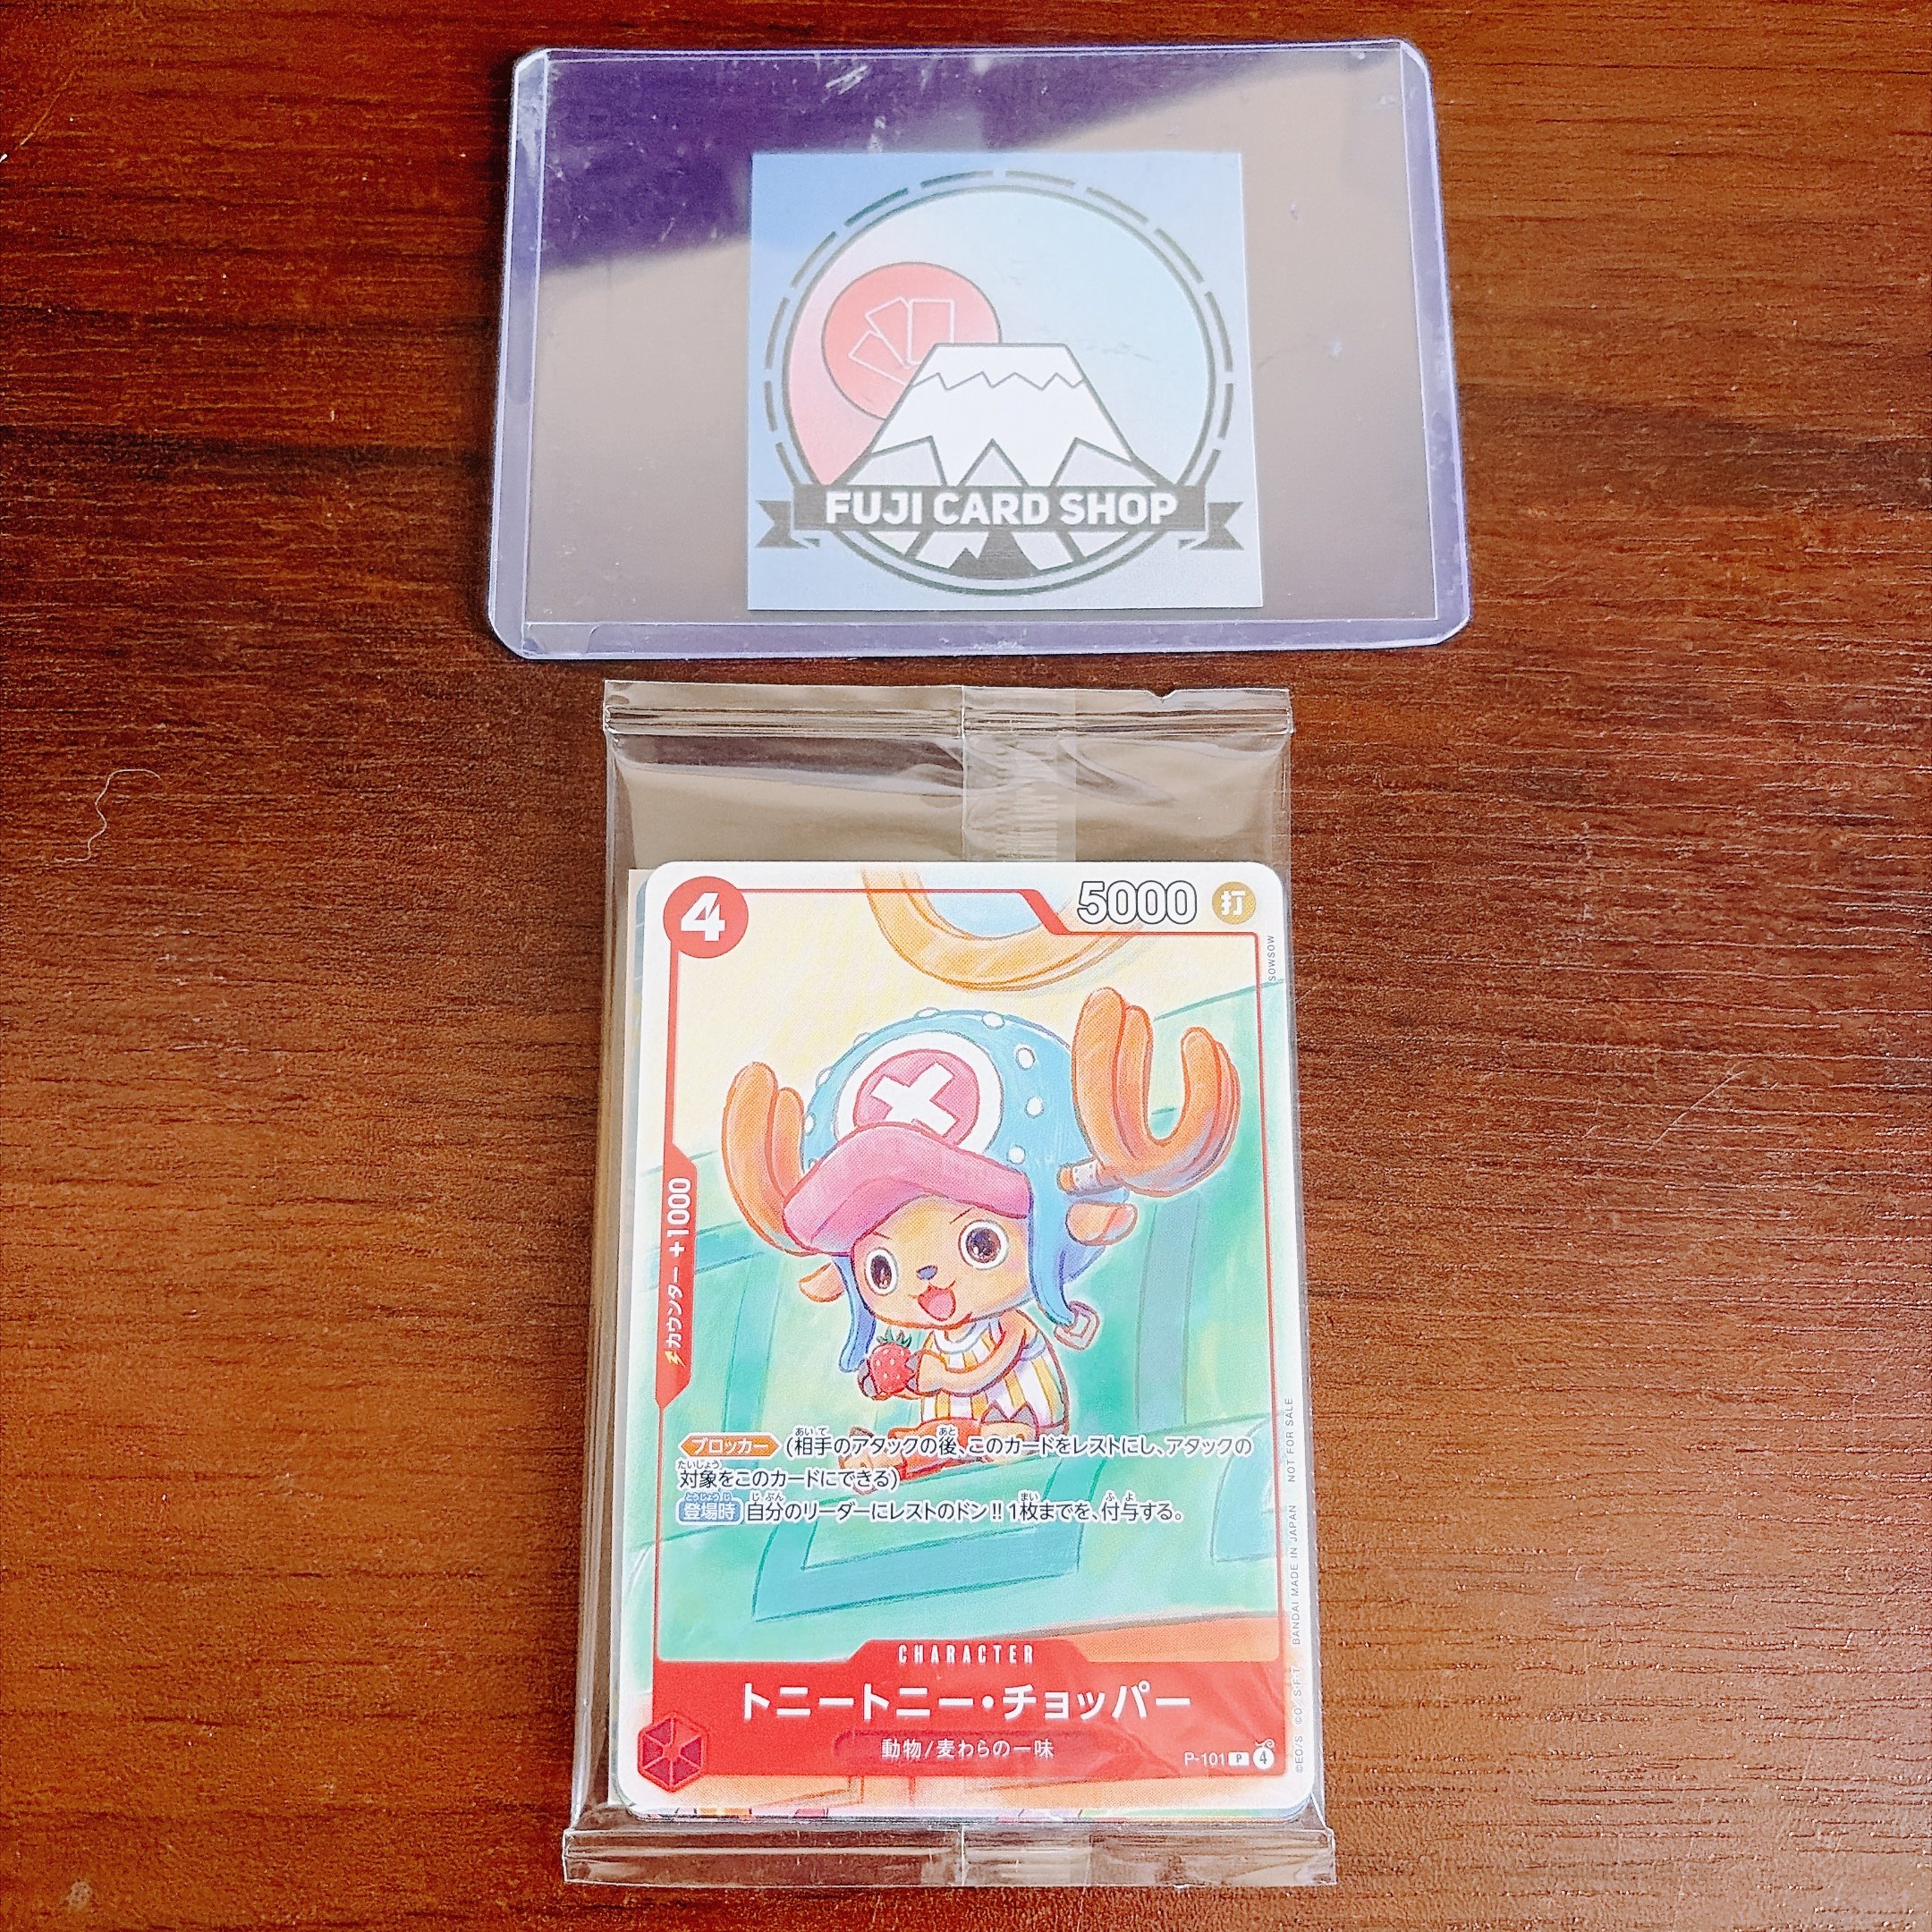 FUJI CARD SHOP
4
5000 打
SOWSOW
カウンター +1000
ブロッカー (相手のアタックの後、このカードをレストにし、アタックの
対象をこのカードにできる)
登場時 自分のリーダーにレストのドン!! 1枚までを、付与する。
CHARACTER
トニートニー・チョッパー
動物/麦わらの一味
P-101 P 4
©EO/S ©O/S·F·T BANDAI MADE IN JAPAN NOT FOR SALE